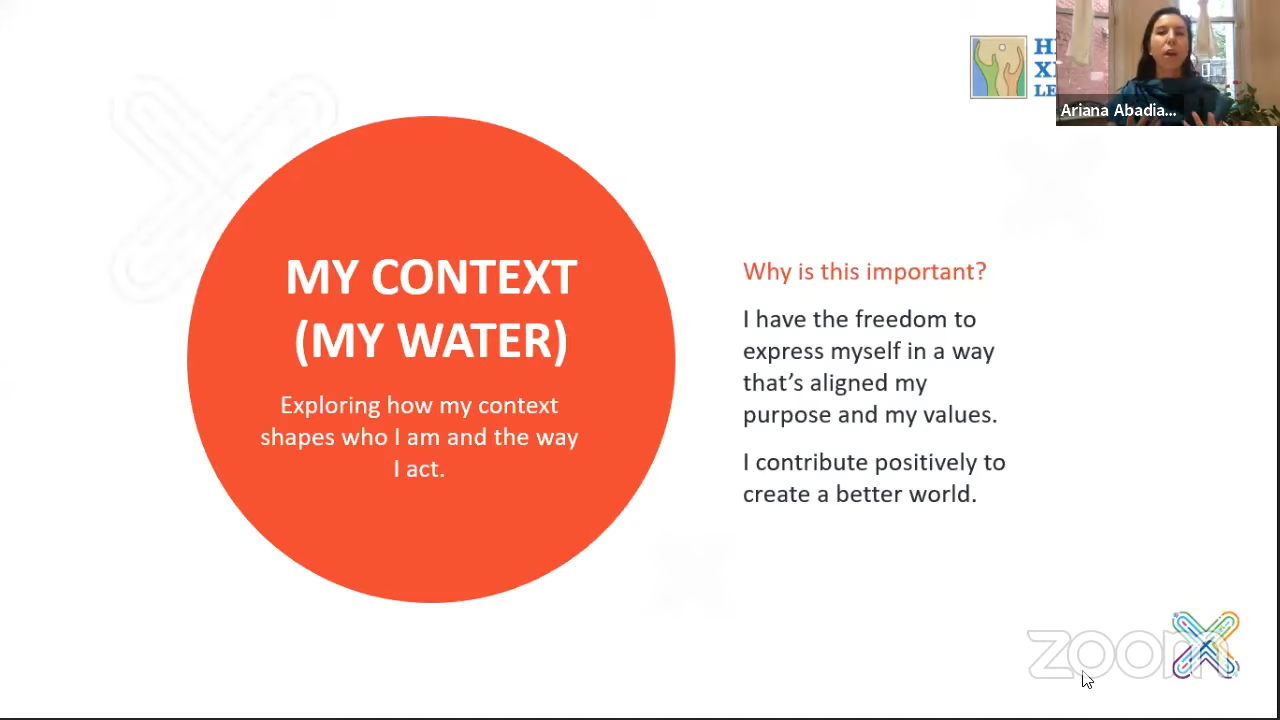 MY CONTEXT
(MY WATER)
Exploring how my context
shapes who I am and the way
I act.
Why is this important?
I have the freedom to
express myself in a way
that’s aligned my
purpose and my values.
I contribute positively to
create a better world.
Ariana Abadia...
zoom